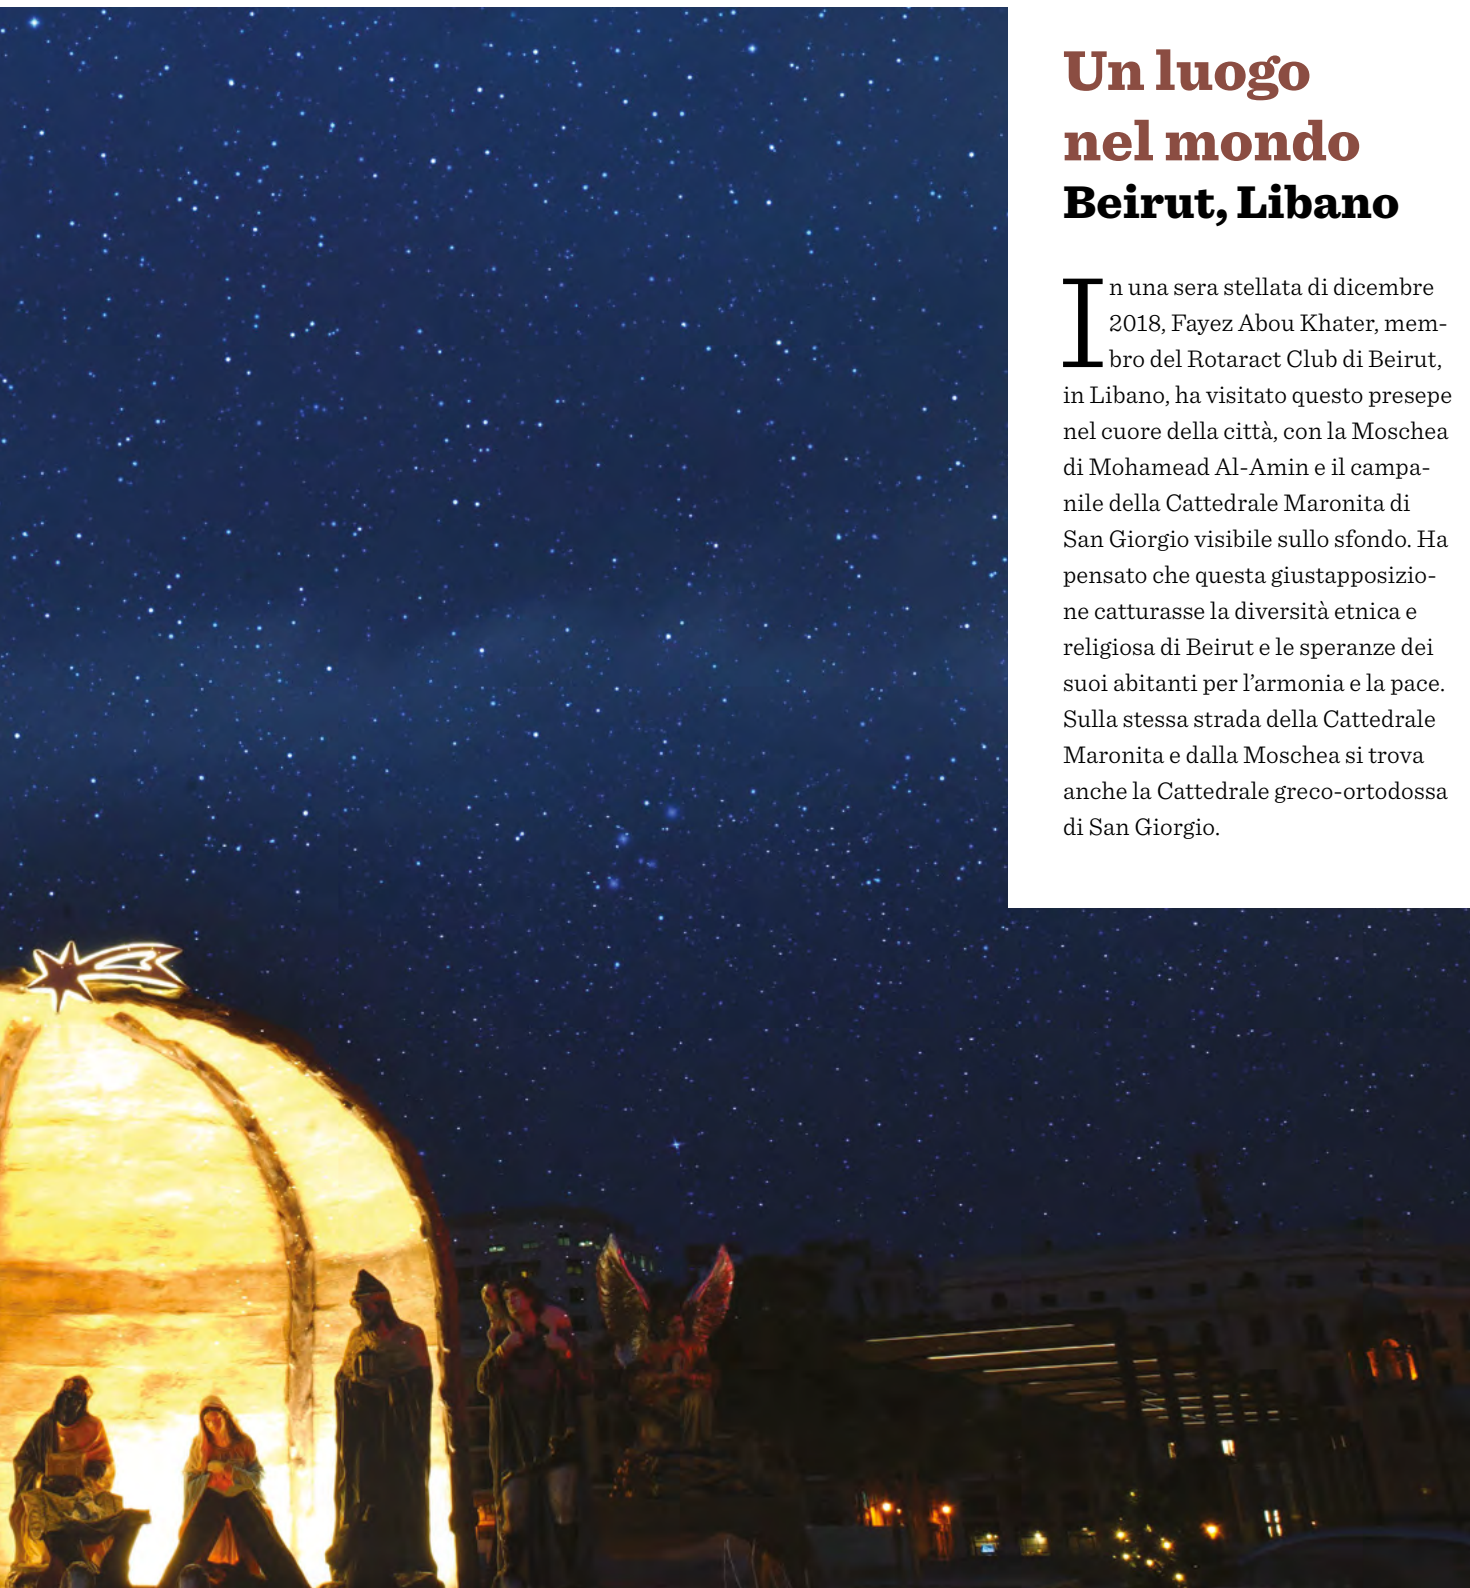 Un luogo
nel mondo
Beirut, Libano
In una sera stellata di dicembre
2018, Fayez Abou Khater, mem-
bro del Rotaract Club di Beirut,
in Libano, ha visitato questo presepe
nel cuore della città, con la Moschea
di Mohamead Al-Amin e il campa-
nile della Cattedrale Maronita di
San Giorgio visibile sullo sfondo. Ha
pensato che questa giustapposizio-
ne catturasse la diversità etnica e
religiosa di Beirut e le speranze dei
suoi abitanti per l’armonia e la pace.
Sulla stessa strada della Cattedrale
Maronita e dalla Moschea si trova
anche la Cattedrale greco-ortodossa
di San Giorgio.